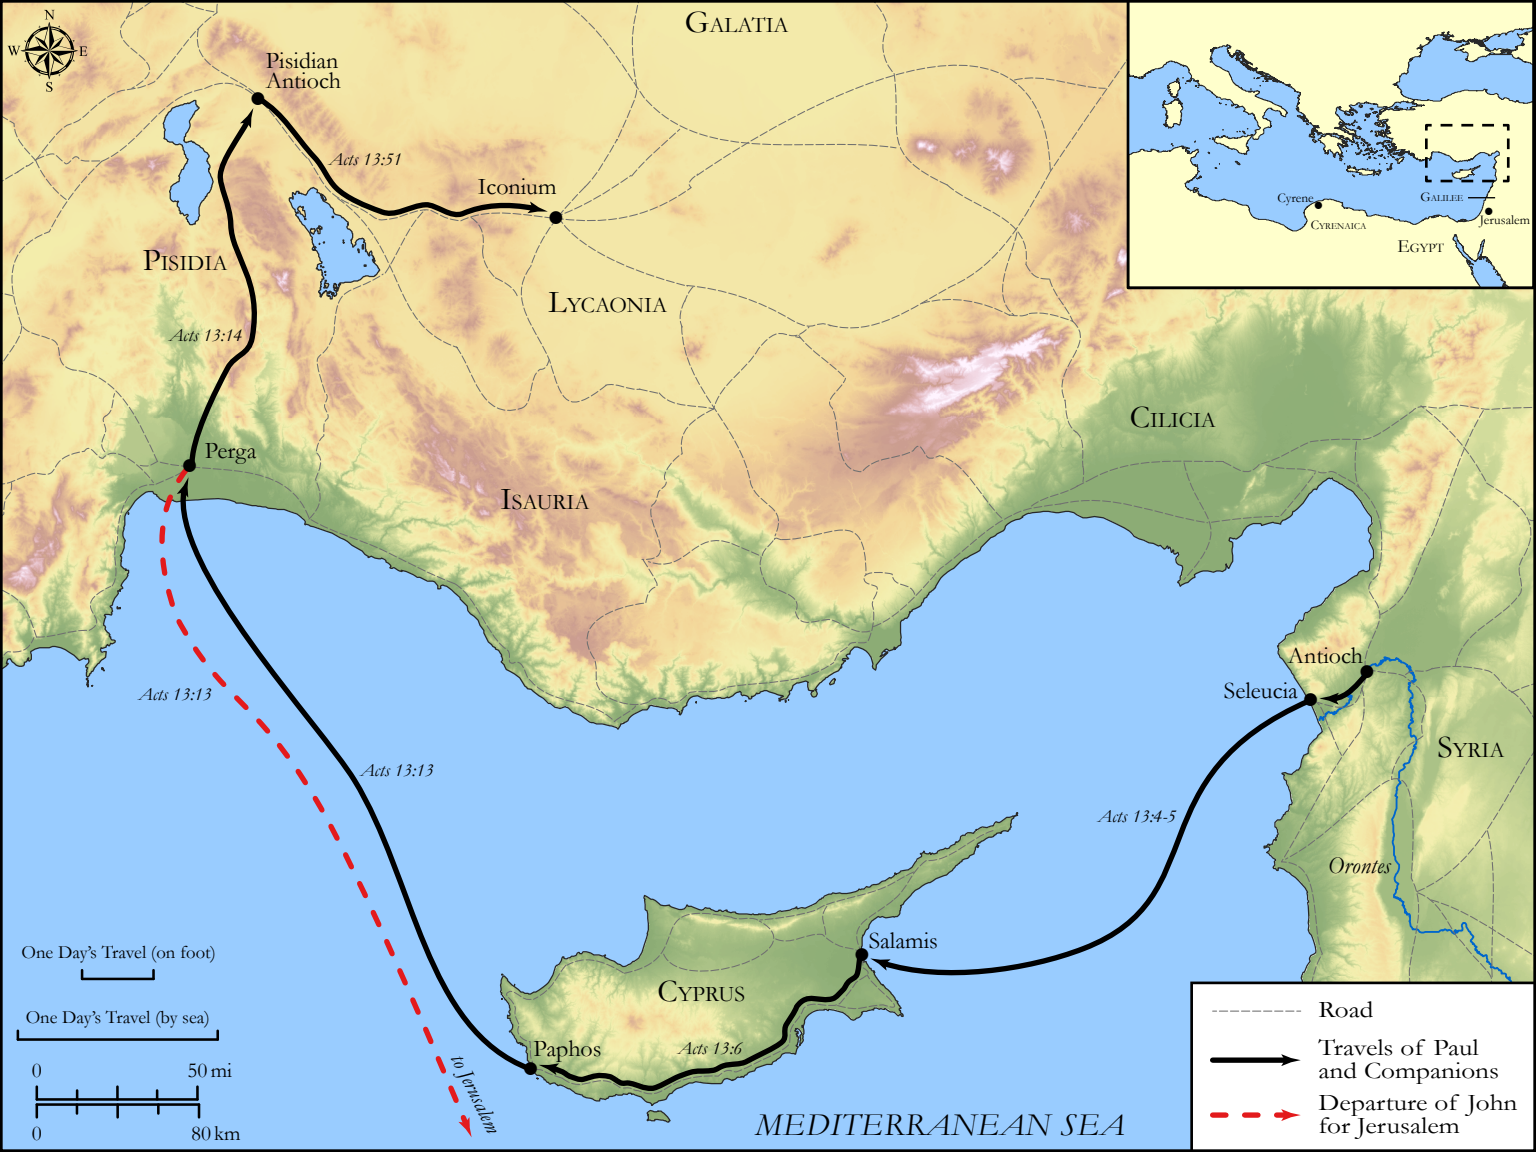 N
W
E
S
GALATIA
Pisidian
Antioch
Acts 13:51
Iconium
PISIDIA
LYCAONIA
Acts 13:14
Perga
ISAURIA
CILICIA
Cyrene
CYRENAICA
GALILEE
Jerusalem
EGYPT
Antioch
Seleucia
SYRIA
Acts 13:13
Acts 13:13
Acts 13:4-5
Orontes
Salamis
CYPRUS
Paphos
Acts 13:6
to Jerusalem
MEDITERRANEAN SEA
One Day's Travel (on foot)
One Day's Travel (by sea)
0 50 mi
0 80 km
Road
Travels of Paul
and Companions
Departure of John
for Jerusalem